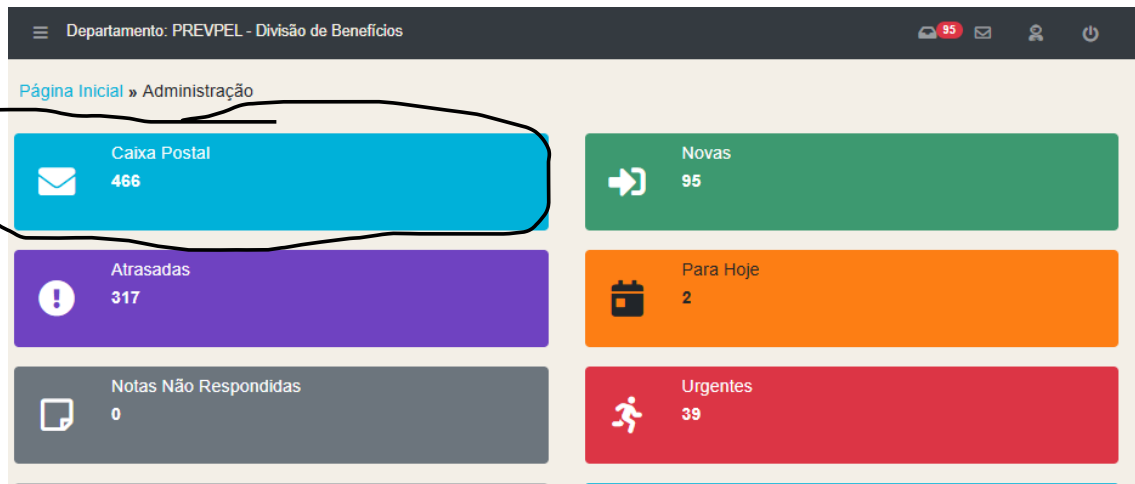 Departamento: PREVPEL - Divisão de Benefícios
95
Página Inicial » Administração
Caixa Postal
466
Novas
95
Atrasadas
317
Para Hoje
2
Notas Não Respondidas
0
Urgentes
39